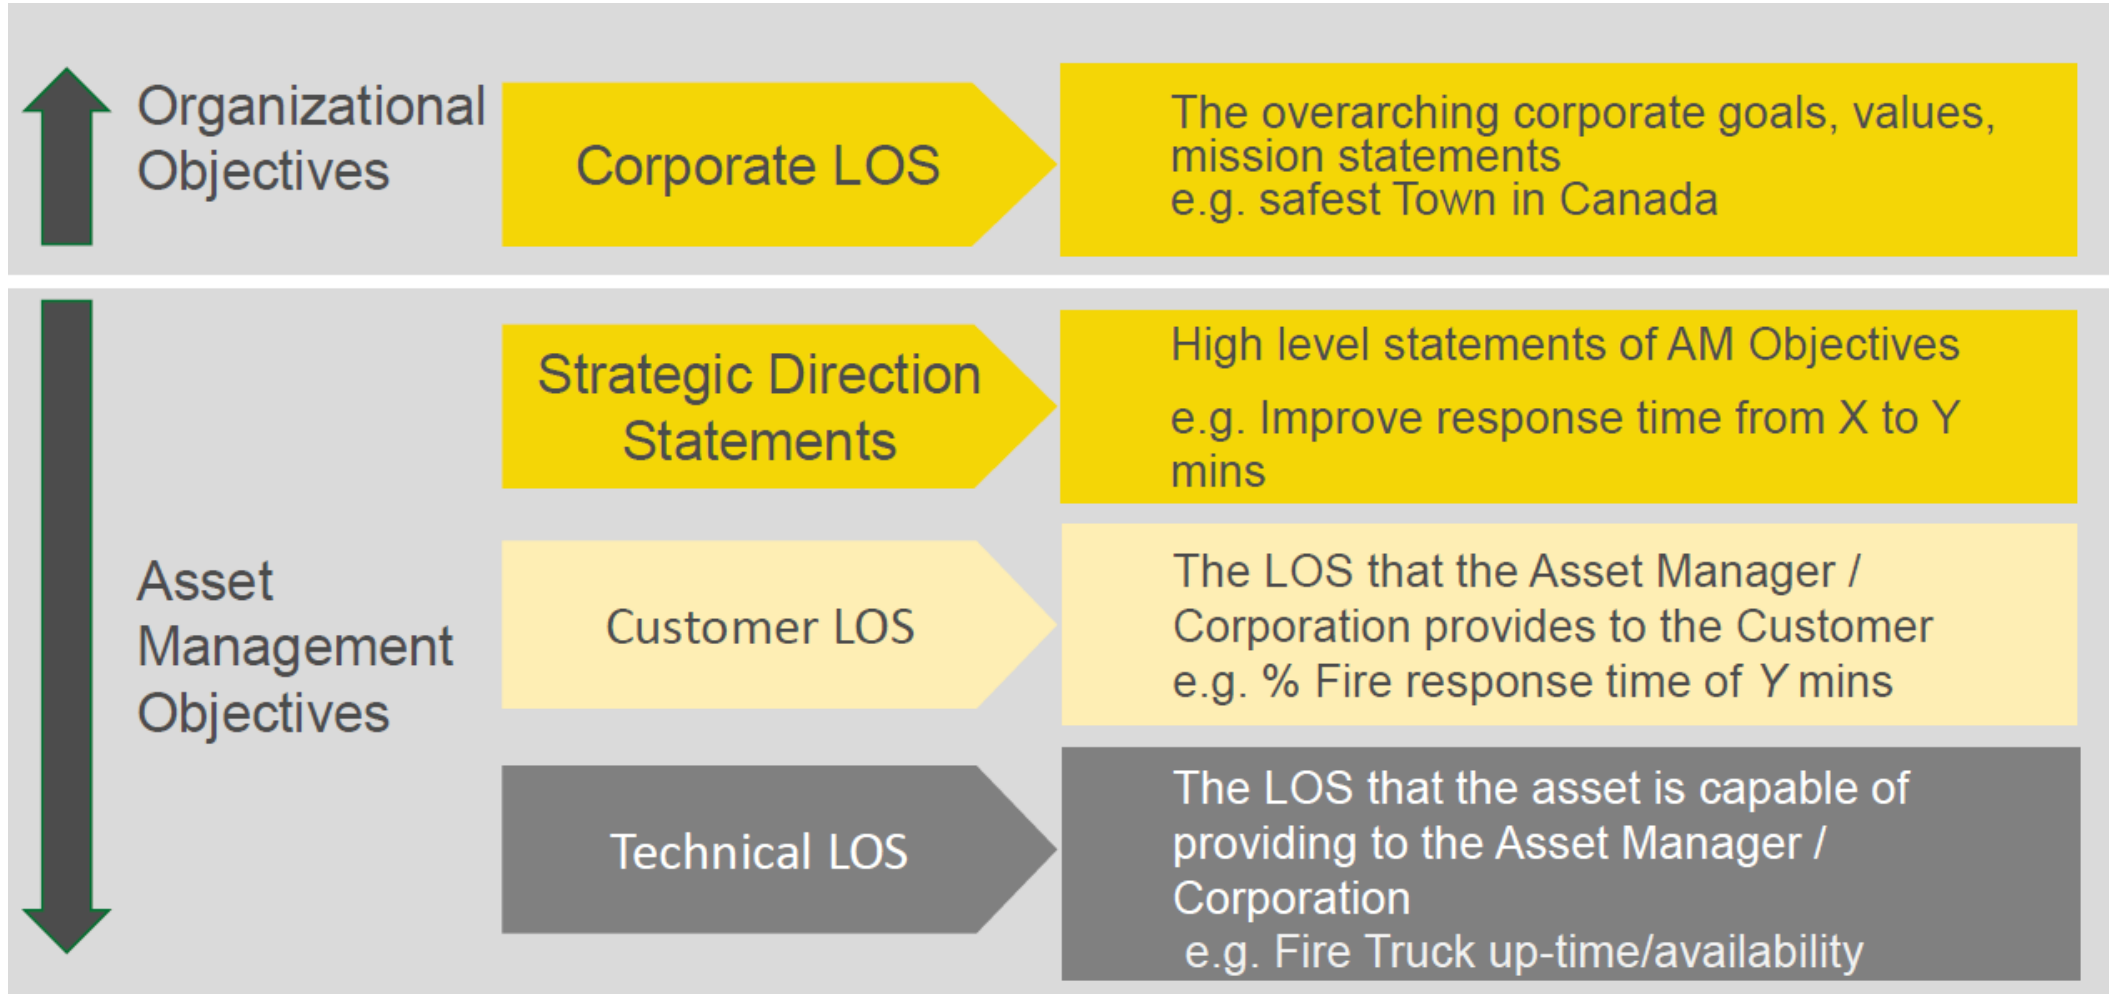 Organizational
Objectives
Corporate LOS
The overarching corporate goals, values,
mission statements
e.g. safest Town in Canada
Asset
Management
Objectives
Strategic Direction
Statements
High level statements of AM Objectives
e.g. Improve response time from X to Y
mins
Customer LOS
The LOS that the Asset Manager /
Corporation provides to the Customer
e.g. % Fire response time of Y mins
Technical LOS
The LOS that the asset is capable of
providing to the Asset Manager /
Corporation
e.g. Fire Truck up-time/availability